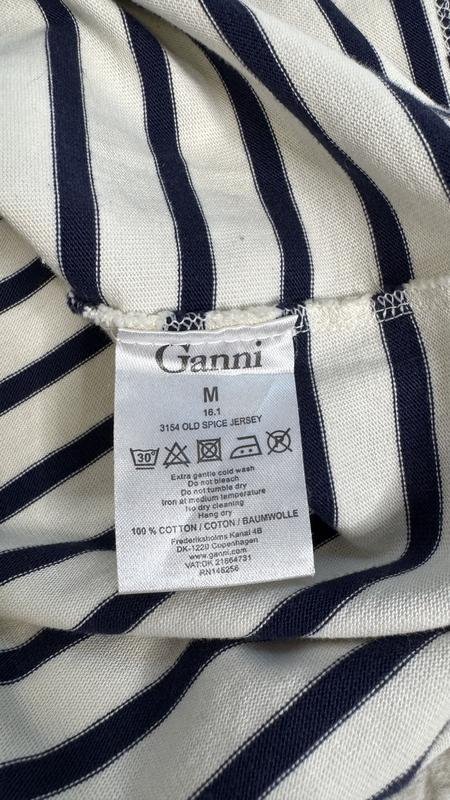 Ganni
M
16.1
3154 OLD SPICE JERSEY
30°
Extra gentle cold wash
Do not bleach
Do not tumble dry
Iron at medium temperature
No dry cleaning
Hang dry
100 % COTTON / COTON / BAUMWOLLE
Frederiksholms Kanal 4B
DK-1220 Copenhagen
www.ganni.com
VAT:DK 21664731
RN148256